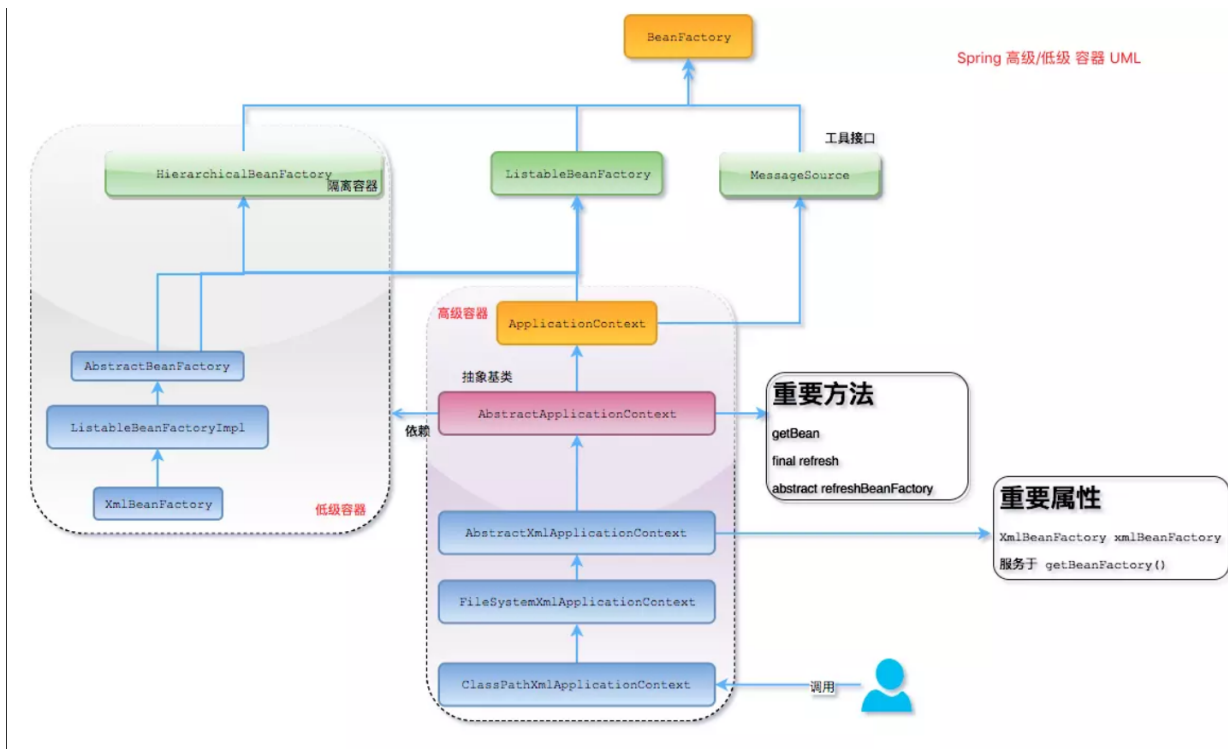 BeanFactory
Spring 高级/低级 容器 UML
工具接口
HierarchicalBeanFactory
隔离容器
ListableBeanFactory
MessageSource
高级容器
ApplicationContext
AbstractBeanFactory
抽象基类
重要方法
AbstractApplicationContext
依赖
getBean
ListableBeanFactoryImpl
final refresh
abstract refreshBeanFactory
XmlBeanFactory
低级容器
重要属性
AbstractXmlApplicationContext
XmlBeanFactory xmlBeanFactory
服务于 getBeanFactory()
FileSystemXmlApplicationContext
ClassPathXmlApplicationContext
调用